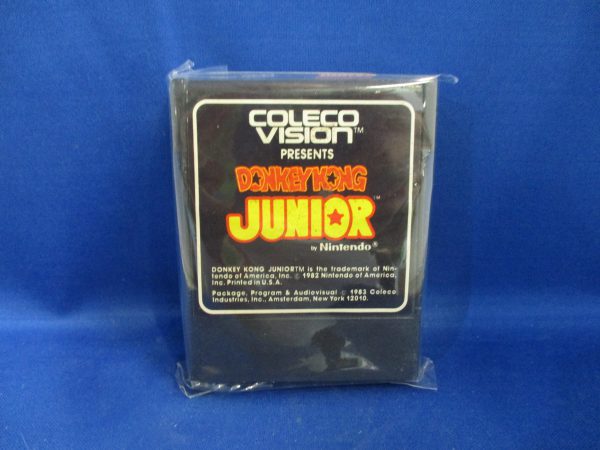 COLECO
VISION™
PRESENTS
DONKEY KONG
JUNIOR™
by Nintendo®
DONKEY KONG JUNIORTM is the trademark of Nin-
tendo of America, Inc. © 1982 Nintendo of America,
Inc. Printed in U.S.A.
Package, Program & Audiovisual © 1983 Coleco
Industries, Inc., Amsterdam, New York 12010.